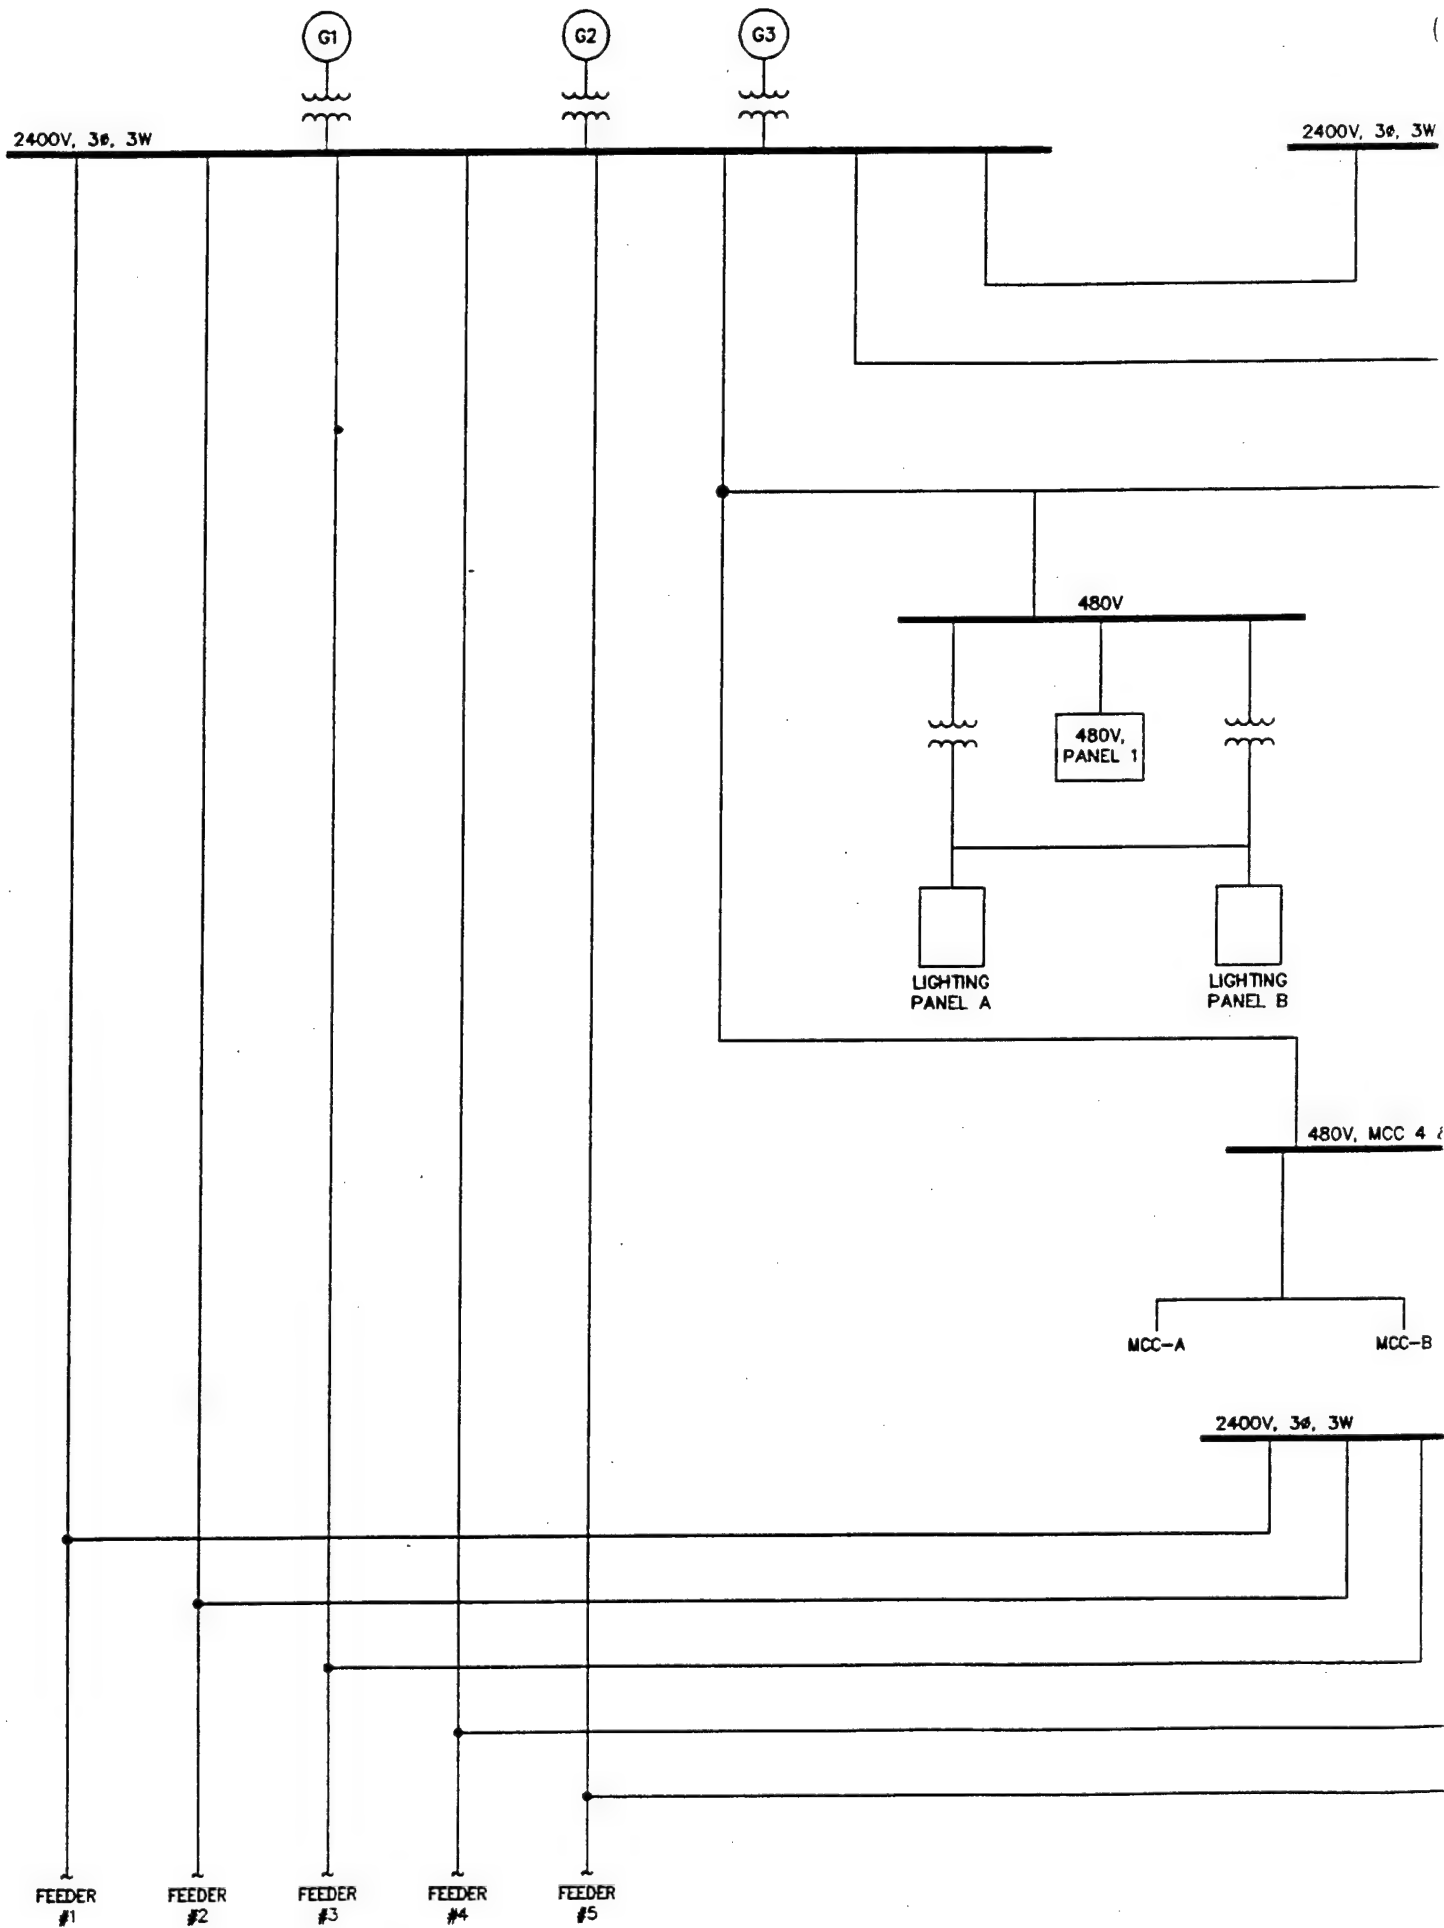 G1
G2
G3
2400V, 3ø, 3W
2400V, 3ø, 3W
480V
480V,
PANEL 1
LIGHTING
PANEL A
LIGHTING
PANEL B
480V, MCC 4
MCC-A
MCC-B
2400V, 3ø, 3W
FEEDER
#1
FEEDER
#2
FEEDER
#3
FEEDER
#4
FEEDER
#5